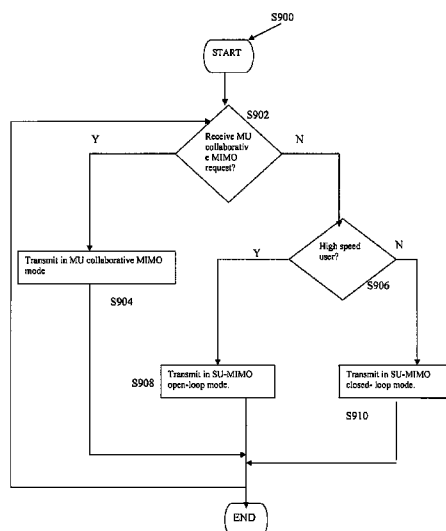 S900
START
S902
Receive MU
collaborativ
e MIMO
request?
Y
N
High speed
user?
Y
N
S906
Transmit in MU collaborative MIMO
mode
S904
Transmit in SU-MIMO
open-loop mode.
S908
Transmit in SU-MIMO
closed- loop mode.
S910
END